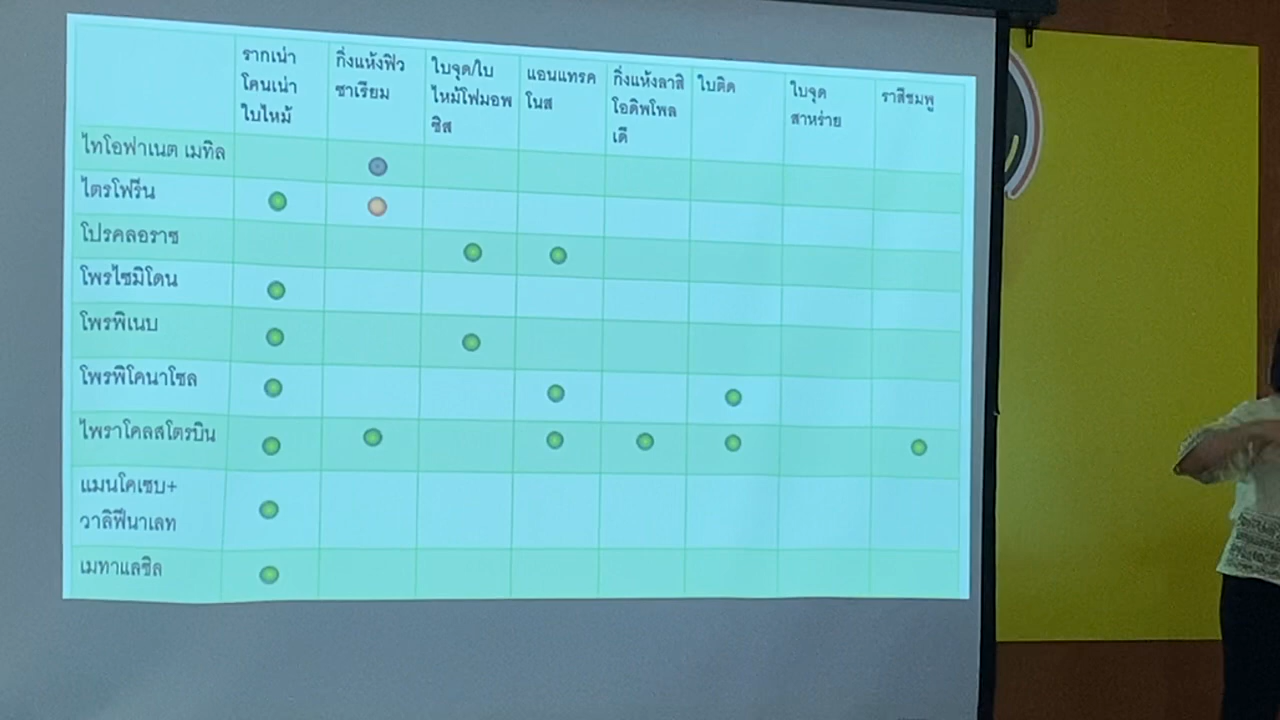 รากเน่า
โคนเน่า
ใบไหม้
กิ่งแห้งฟิว
ซาเรียม
ใบจุด/ใบ
ไหม้โฟมอพ
ซิส
แอนแทรค
โนส
กิ่งแห้งลาสิ
โอดิพโพล
เดี
ใบติด
ใบจุด
สาหร่าย
ราสีชมพู
ไทโอฟาเนต เมทิล
ไตรโฟรีน
โปรคลอราซ
โพรไซมิโดน
โพรพิเนบ
โพรพิโคนาโซล
ไพราโคลสโตรบิน
แมนโคเซบ+
วาลิฟีนาเลท
เมทาแลซิล